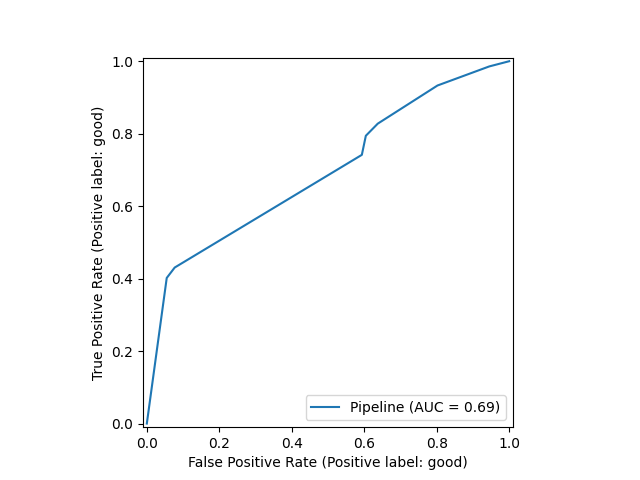 True Positive Rate (Positive label: good)
1.0
0.8
0.6
0.4
0.2
0.0
0.0 0.2 0.4 0.6 0.8 1.0
False Positive Rate (Positive label: good)
Pipeline (AUC = 0.69)